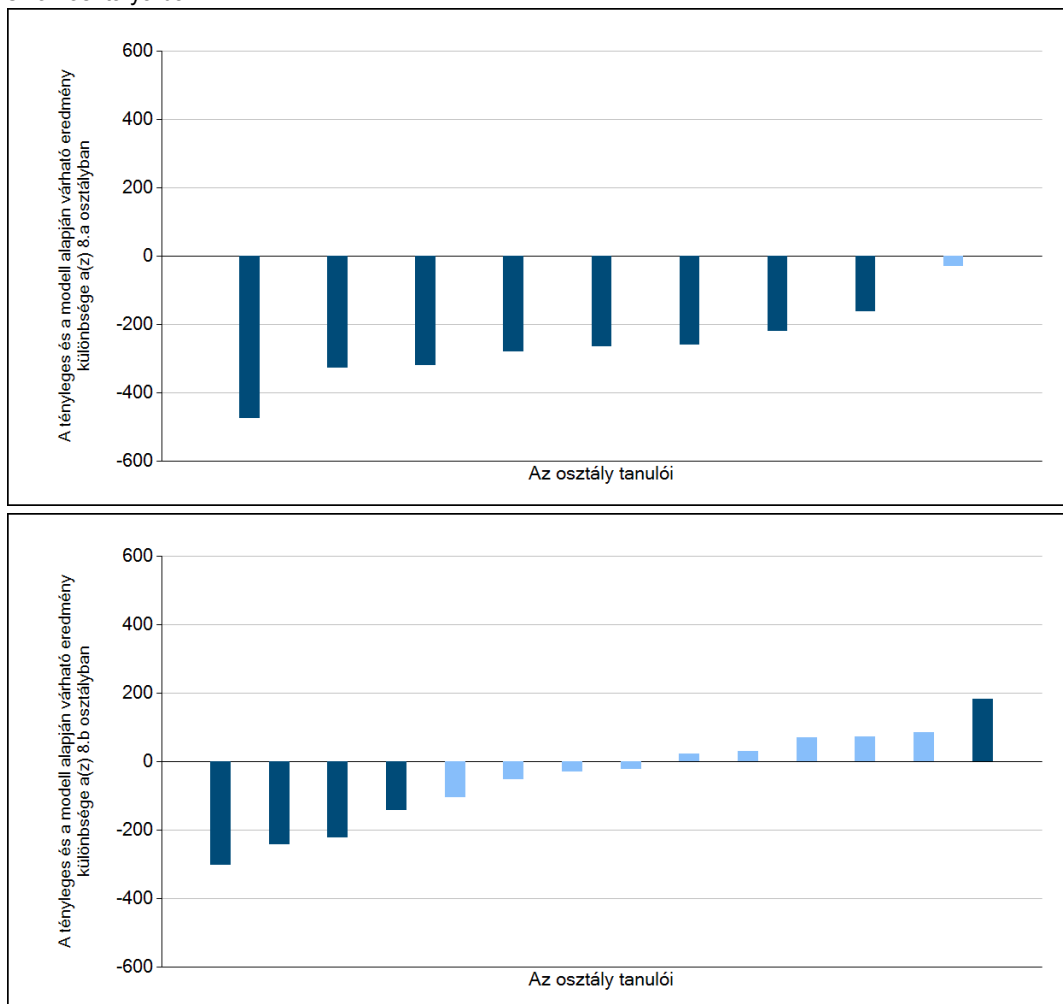 600
400
200
0
-200
-400
-600
A tényleges és a modell alapján várható eredmény
különbsége a(z) 8.a osztályban
Az osztály tanulói
600
400
200
0
-200
-400
-600
A tényleges és a modell alapján várható eredmény
különbsége a(z) 8.b osztályban
Az osztály tanulói